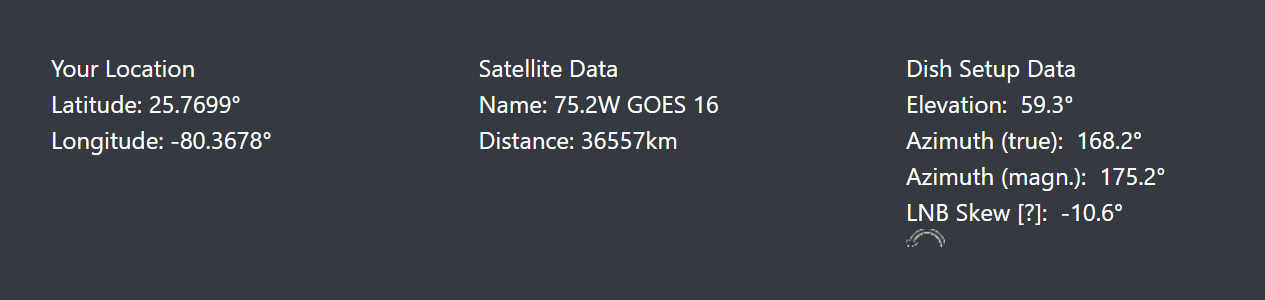 Your Location
Latitude: 25.7699°
Longitude: -80.3678°
Satellite Data
Name: 75.2W GOES 16
Distance: 36557km
Dish Setup Data
Elevation: 59.3°
Azimuth (true): 168.2°
Azimuth (magn.): 175.2°
LNB Skew [?]: -10.6°